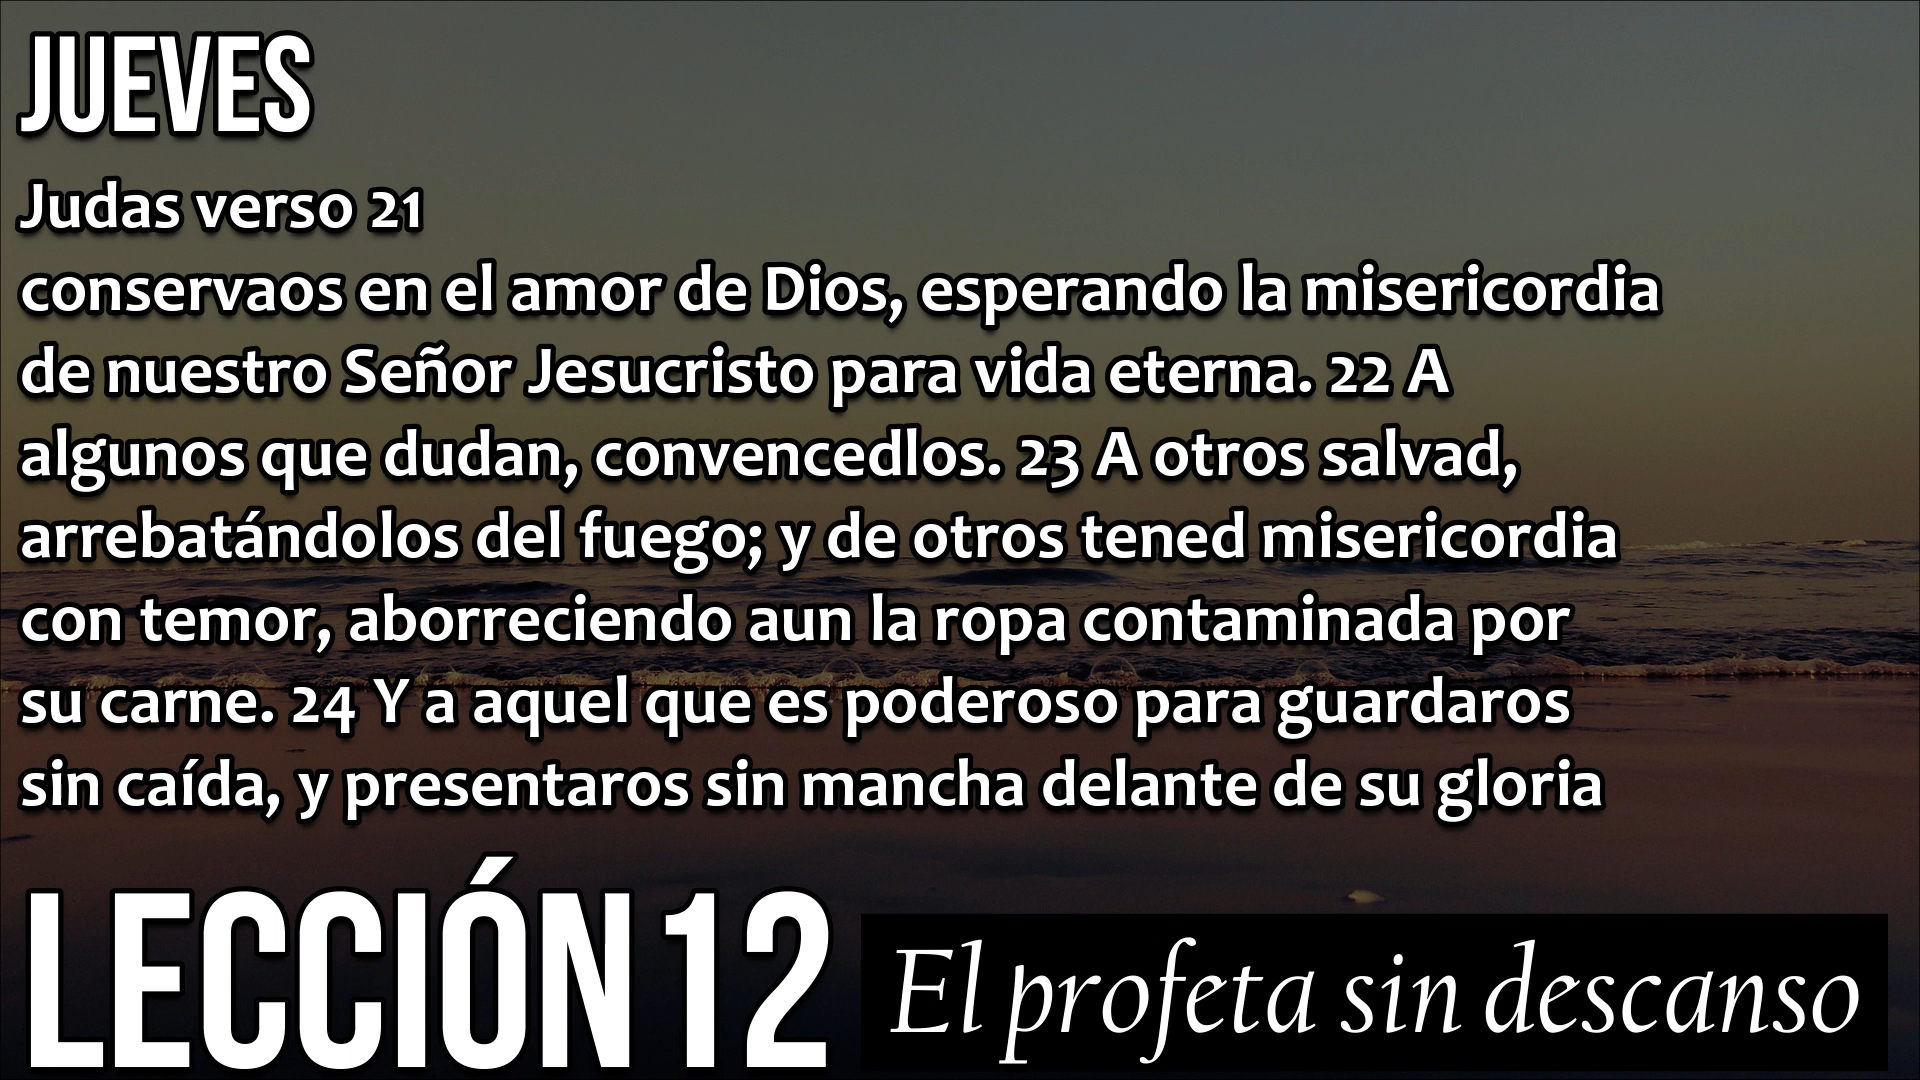 JUEVES
Judas verso 21
conservaos en el amor de Dios, esperando la misericordia
de nuestro Señor Jesucristo para vida eterna. 22 A
algunos que dudan, convencedlos. 23 A otros salvad,
arrebatándolos del fuego; y de otros tened misericordia
con temor, aborreciendo aun la ropa contaminada por
su carne. 24 Y a aquel que es poderoso para guardaros
sin caída, y presentaros sin mancha delante de su gloria
LECCIÓN 12
El profeta sin descanso